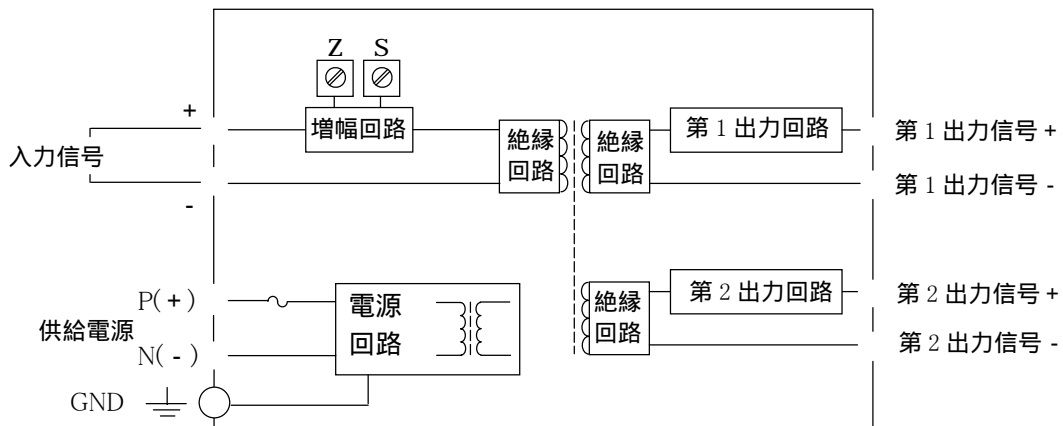 Z S
+
増幅回路
入力信号
-
絶縁
回路
絶縁
回路
第 1 出力回路
第 1 出力信号 +
第 1 出力信号 -
P( + )
供給電源
N( - )
GND
電源
回路
絶縁
回路
第 2 出力回路
第 2 出力信号 +
第 2 出力信号 -